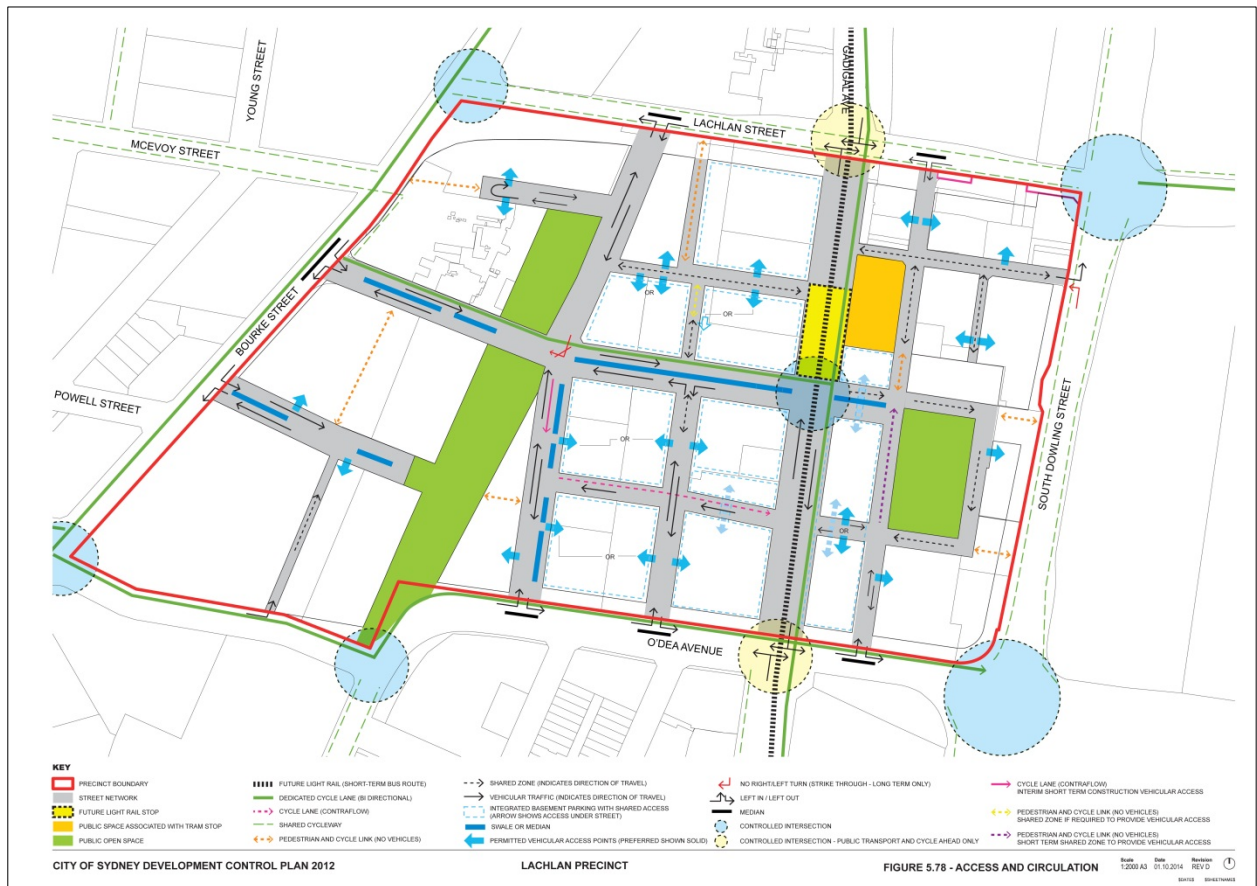 YOUNG STREET
GADIGAL AVE
LACHLAN STREET
MCEVOY STREET
BOURKE STREET
POWELL STREET
SOUTH DOWLING STREET
OR
OR
OR
OR
OR
O'DEA AVENUE
KEY
PRECINCT BOUNDARY
STREET NETWORK
FUTURE LIGHT RAIL STOP
PUBLIC SPACE ASSOCIATED WITH TRAM STOP
PUBLIC OPEN SPACE
FUTURE LIGHT RAIL (SHORT-TERM BUS ROUTE)
DEDICATED CYCLE LANE (BI DIRECTIONAL)
CYCLE LANE (CONTRAFLOW)
SHARED CYCLEWAY
PEDESTRIAN AND CYCLE LINK (NO VEHICLES)
SHARED ZONE (INDICATES DIRECTION OF TRAVEL)
VEHICULAR TRAFFIC (INDICATES DIRECTION OF TRAVEL)
INTEGRATED BASEMENT PARKING WITH SHARED ACCESS
(ARROW SHOWS ACCESS UNDER STREET)
SWALE OR MEDIAN
PERMITTED VEHICULAR ACCESS POINTS (PREFERRED SHOWN SOLID)
NO RIGHT/LEFT TURN (STRIKE THROUGH - LONG TERM ONLY)
LEFT IN / LEFT OUT
MEDIAN
CONTROLLED INTERSECTION
CONTROLLED INTERSECTION - PUBLIC TRANSPORT AND CYCLE AHEAD ONLY
CYCLE LANE (CONTRAFLOW)
INTERIM SHORT TERM CONSTRUCTION VEHICULAR ACCESS
PEDESTRIAN AND CYCLE LINK (NO VEHICLES)
SHARED ZONE IF REQUIRED TO PROVIDE VEHICULAR ACCESS
PEDESTRIAN AND CYCLE LINK (NO VEHICLES)
SHORT TERM SHARED ZONE TO PROVIDE VEHICULAR ACCESS
CITY OF SYDNEY DEVELOPMENT CONTROL PLAN 2012
LACHLAN PRECINCT
FIGURE 5.78 - ACCESS AND CIRCULATION
Scale Date Revision
1:2000 A3 01.10.2014 REV D
$DATE$ $SHEETNAME$